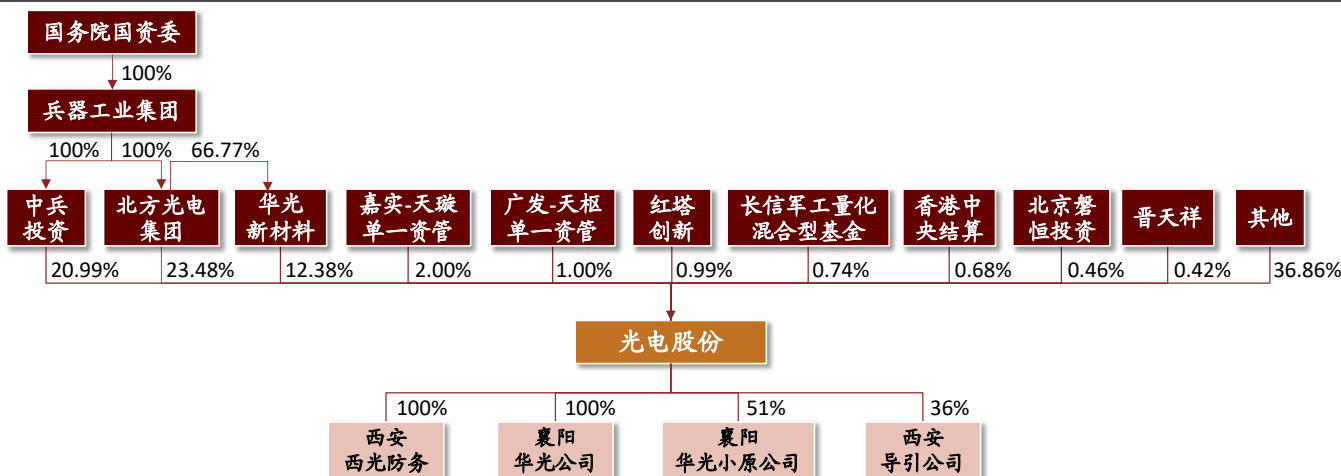 国务院国资委
100%
兵器工业集团
100%
100%
66.77%
中兵
投资
北方光电
集团
华光
新材料
嘉实-天璇
单一资管
广发-天枢
单一资管
红塔
创新
长信军工量化
混合型基金
香港中
央结算
北京磐
恒投资
晋天祥
其他
20.99%
23.48%
12.38%
2.00%
1.00%
0.99%
0.74%
0.68%
0.46%
0.42%
36.86%
光电股份
100%
100%
51%
36%
西安
西光防务
襄阳
华光公司
襄阳
华光小原公司
西安
导引公司